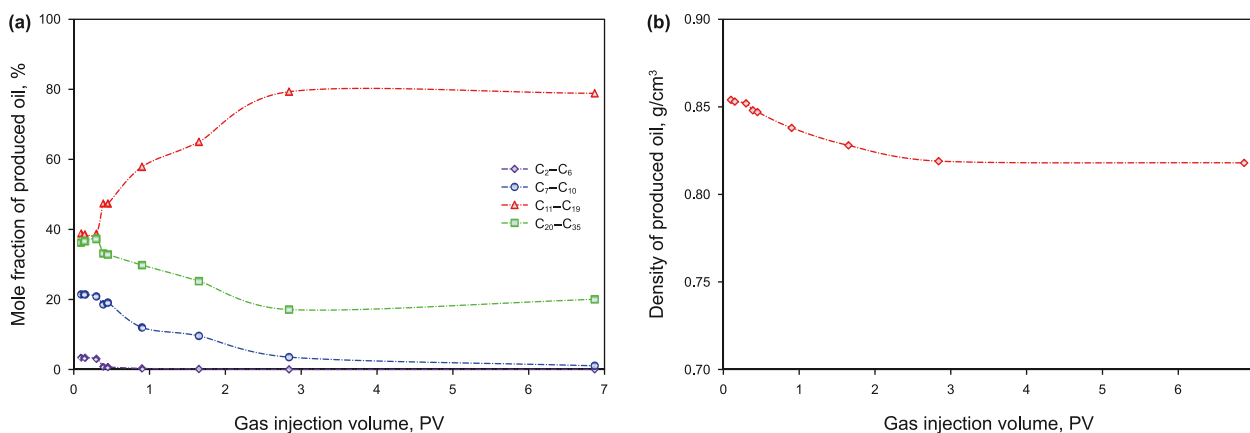 (a)
100
80
60
40
20
0
Mole fraction of produced oil, %
0 1 2 3 4 5 6 7
Gas injection volume, PV
C₂–C₆
C₇–C₁₀
C₁₁–C₁₉
C₂₀–C₃₅
(b)
0.90
0.85
0.80
0.75
0.70
Density of produced oil, g/cm³
0 1 2 3 4 5 6
Gas injection volume, PV